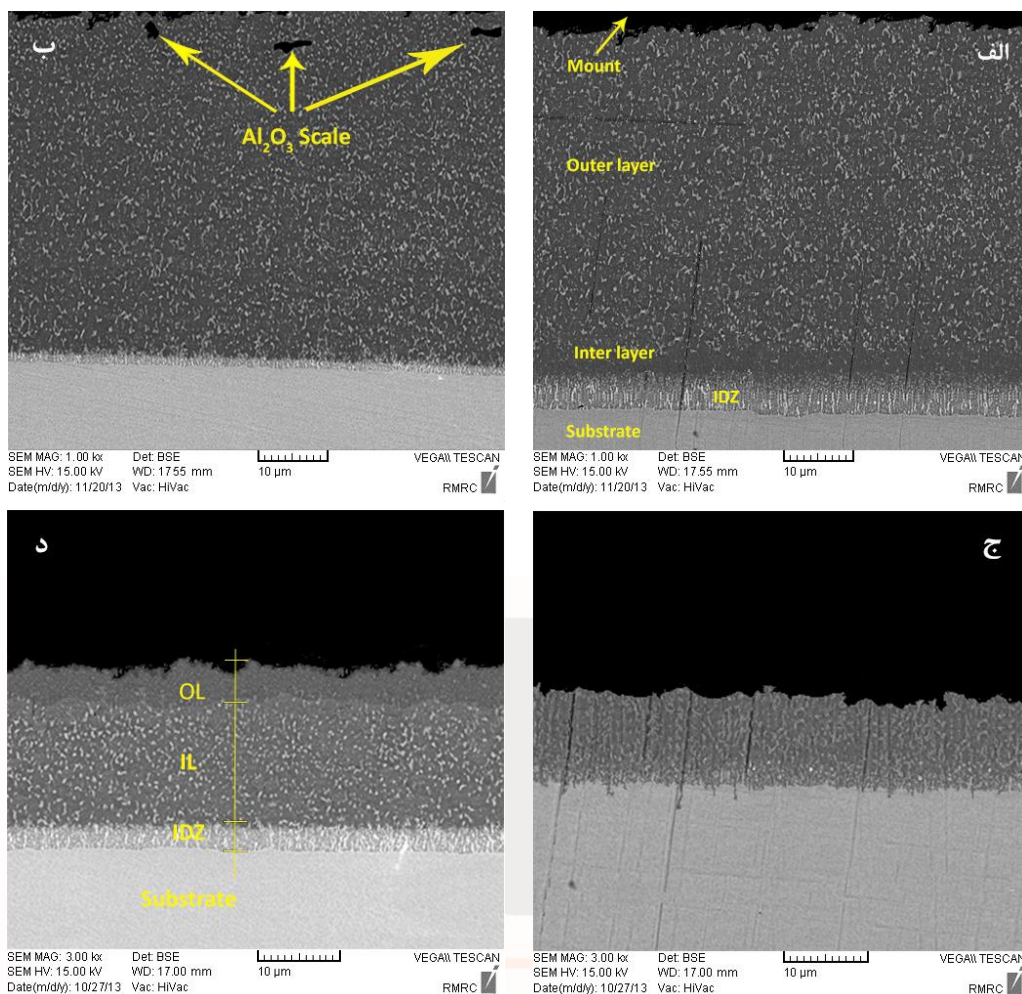 ب
Al₂O₃ Scale
SEM MAG: 1.00 kx Det: BSE
SEM HV: 15.00 kV WD: 17.55 mm 10 µm VEGA\\ TESCAN
Date(m/d/y): 11/20/13 Vac: HiVac RMRC
الف
Mount
Outer layer
Inter layer
IDZ
Substrate
SEM MAG: 1.00 kx Det: BSE
SEM HV: 15.00 kV WD: 17.55 mm 10 µm VEGA\\ TESCAN
Date(m/d/y): 11/20/13 Vac: HiVac RMRC
د
OL
IL
IDZ
Substrate
SEM MAG: 3.00 kx Det: BSE
SEM HV: 15.00 kV WD: 17.00 mm 10 µm VEGA\\ TESCAN
Date(m/d/y): 10/27/13 Vac: HiVac RMRC
ج
SEM MAG: 3.00 kx Det: BSE
SEM HV: 15.00 kV WD: 17.00 mm 10 µm VEGA\\ TESCAN
Date(m/d/y): 10/27/13 Vac: HiVac RMRC